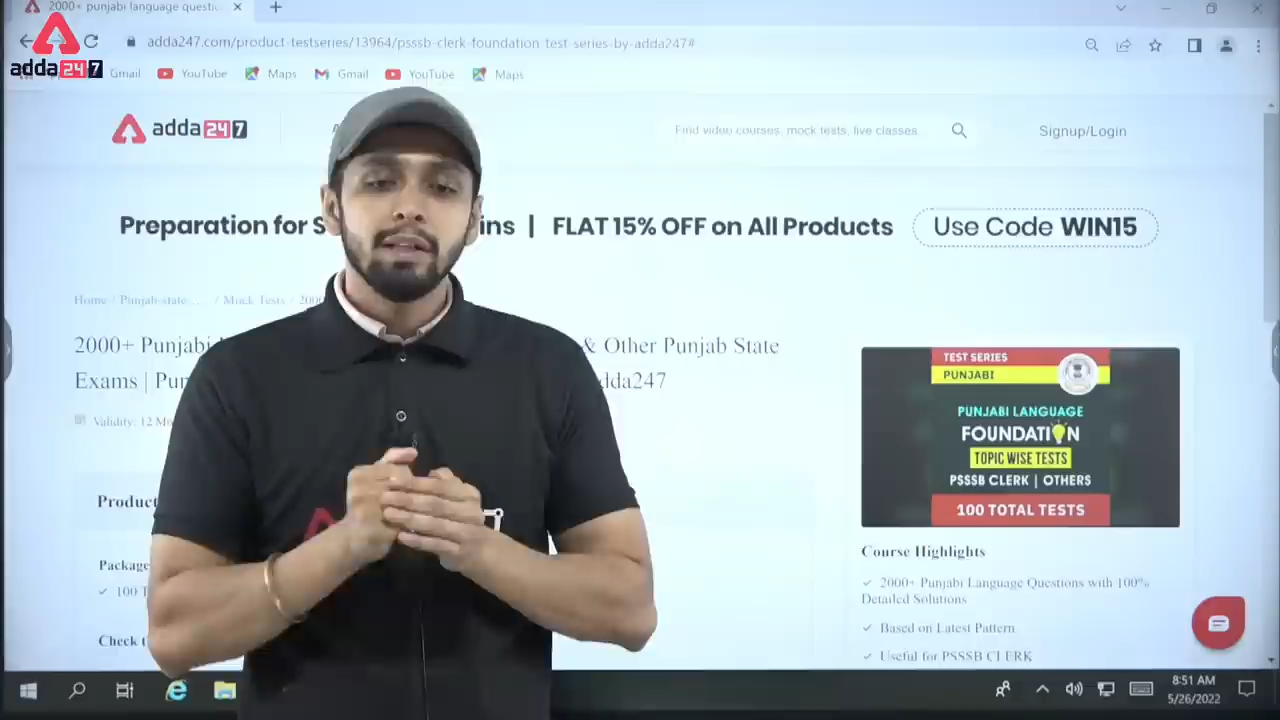 2000+ punjabi language questi
adda247
adda247.com/product-testseries/13964/psssb-clerk-foundation test-series-by-adda247#
Gmail
YouTube
Maps
Gmail
YouTube
Maps
adda247
Find video courses, mock tests, live classes
Signup/Login
Preparation for S ins | FLAT 15% OFF on All Products
Use Code WIN15
Home / Punjab-state ... / Mock Tests / 2000
2000+ Punjabi & Other Punjab State
Exams | Pun dda247
Validity: 12 Mo
TEST SERIES
PUNJABI
PUNJABI LANGUAGE
FOUNDATION
TOPIC WISE TESTS
PSSSB CLERK | OTHERS
100 TOTAL TESTS
Product
Package
100 T
Check t
Course Highlights
2000+ Punjabi Language Questions with 100%
Detailed Solutions
Based on Latest Pattern
Useful for PSSSB CLERK
8:51 AM
5/26/2022